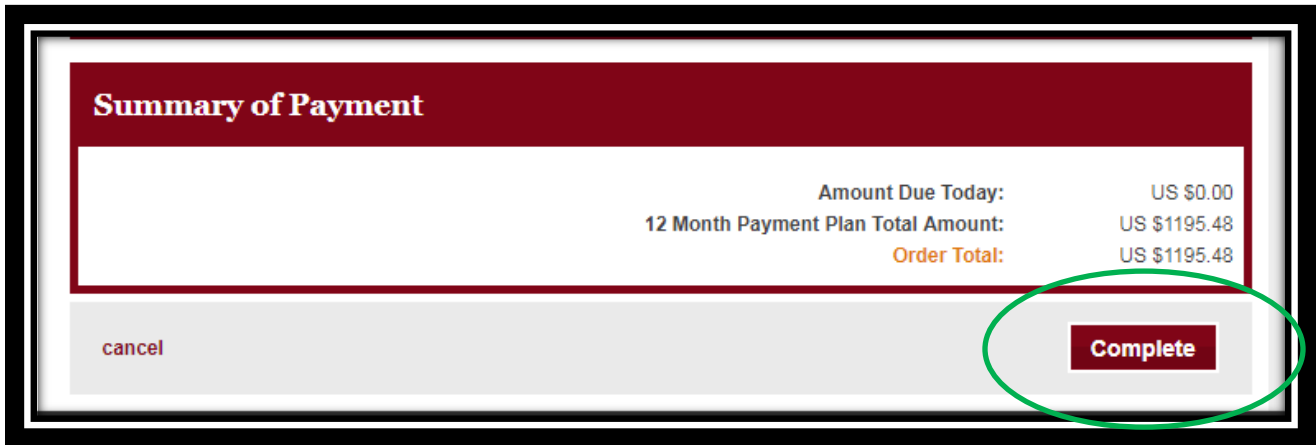 Summary of Payment
Amount Due Today: US $0.00
12 Month Payment Plan Total Amount: US $1195.48
Order Total: US $1195.48
cancel Complete